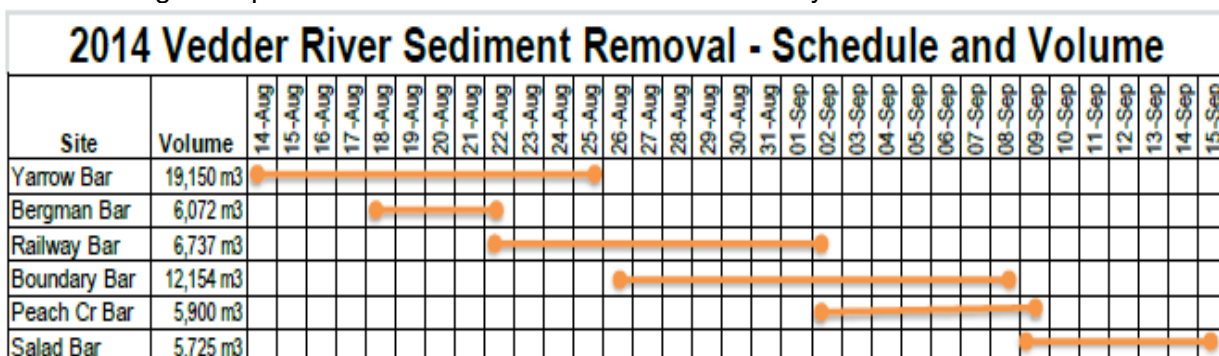 2014 Vedder River Sediment Removal - Schedule and Volume
Site Volume 14-Aug 15-Aug 16-Aug 17-Aug 18-Aug 19-Aug 20-Aug 21-Aug 22-Aug 23-Aug 24-Aug 25-Aug 26-Aug 27-Aug 28-Aug 29-Aug 30-Aug 31-Aug 01-Sep 02-Sep 03-Sep 04-Sep 05-Sep 06-Sep 07-Sep 08-Sep 09-Sep 10-Sep 11-Sep 12-Sep 13-Sep 14-Sep 15-Sep
Yarrow Bar 19,150 m3
Bergman Bar 6,072 m3
Railway Bar 6,737 m3
Boundary Bar 12,154 m3
Peach Cr Bar 5,900 m3
Salad Bar 5,725 m3